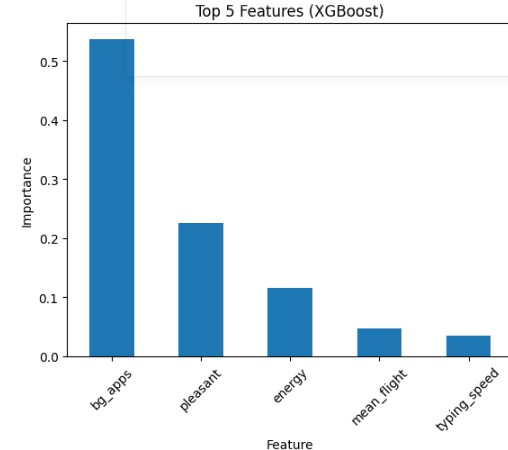 Top 5 Features (XGBoost)
Importance
0.5
0.4
0.3
0.2
0.1
0.0
bg_apps
pleasant
energy
mean_flight
typing_speed
Feature